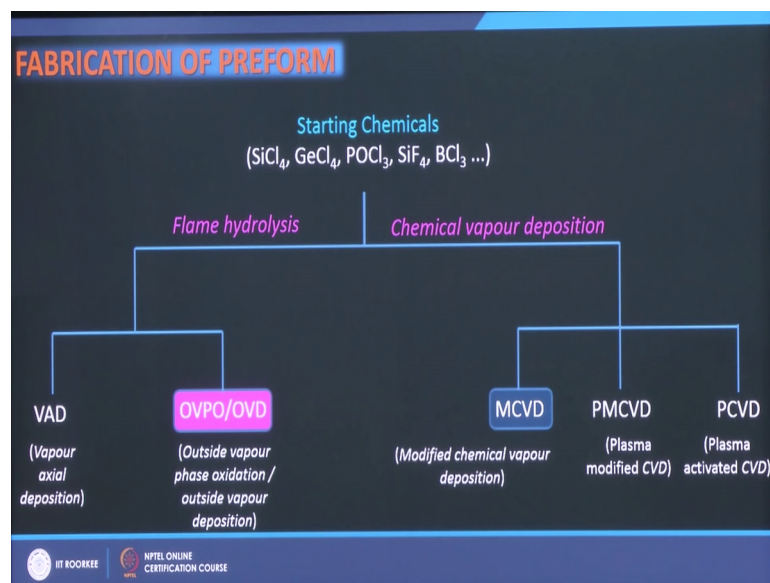 FABRICATION OF PREFORM
Starting Chemicals
(SiCl₄, GeCl₄, POCl₃, SiF₄, BCl₃ ...)
Flame hydrolysis
Chemical vapour deposition
VAD
(Vapour
axial
deposition)
OVPO/OVD
(Outside vapour
phase oxidation /
outside vapour
deposition)
MCVD
(Modified chemical vapour
deposition)
PMCVD
(Plasma
modified CVD)
PCVD
(Plasma
activated CVD)
IIT ROORKEE
NPTEL
NPTEL ONLINE
CERTIFICATION COURSE